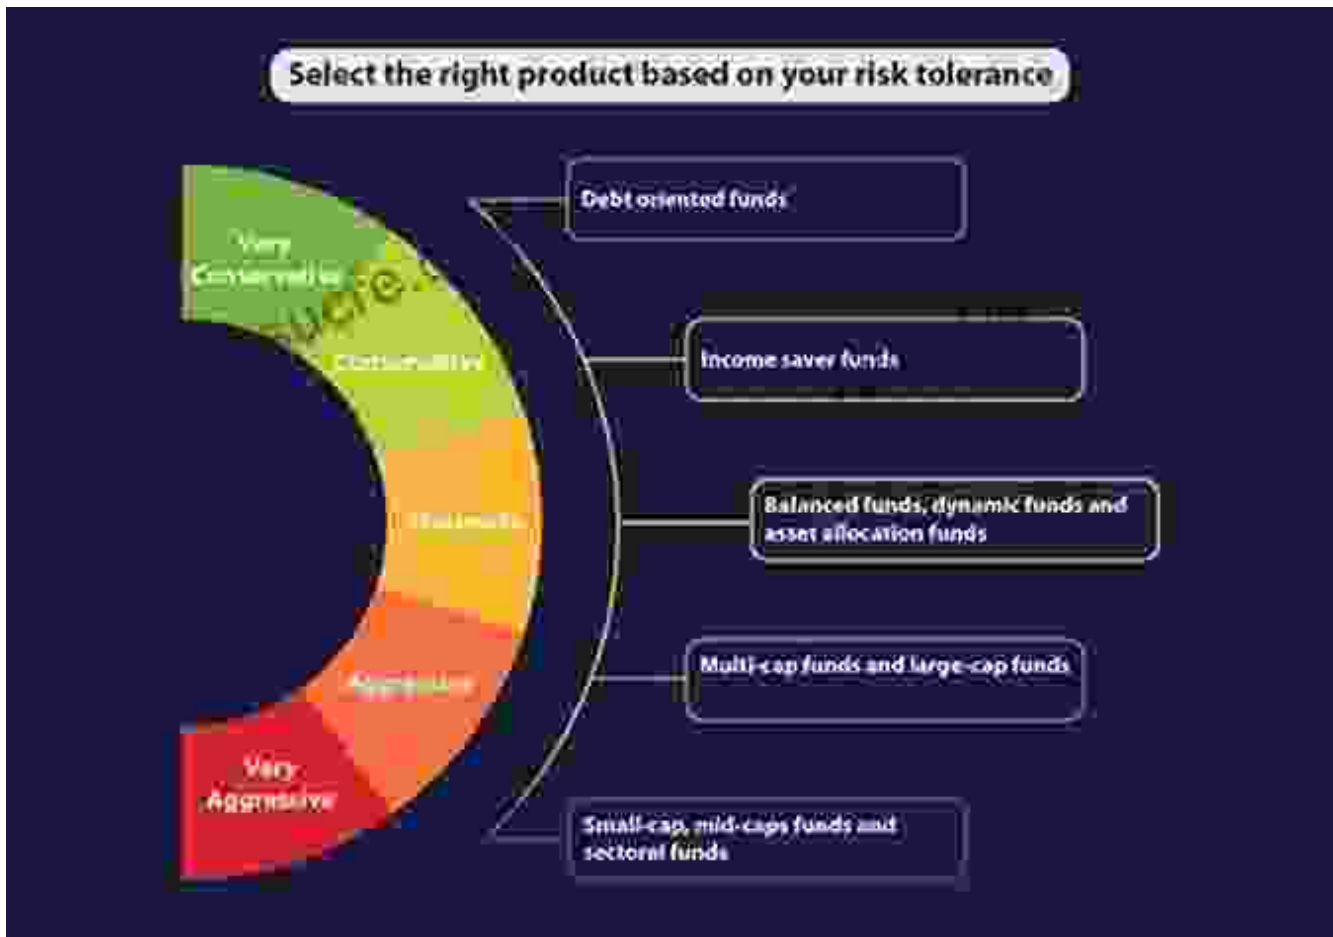 Select the right product based on your risk tolerance
Very
Conservative
Debt oriented funds
Conservative
Income saver funds
Balanced funds, dynamic funds and
asset allocation funds
Aggressive
Multi-cap funds and large-cap funds
Very
Aggressive
Small-cap, mid-caps funds and
sectoral funds